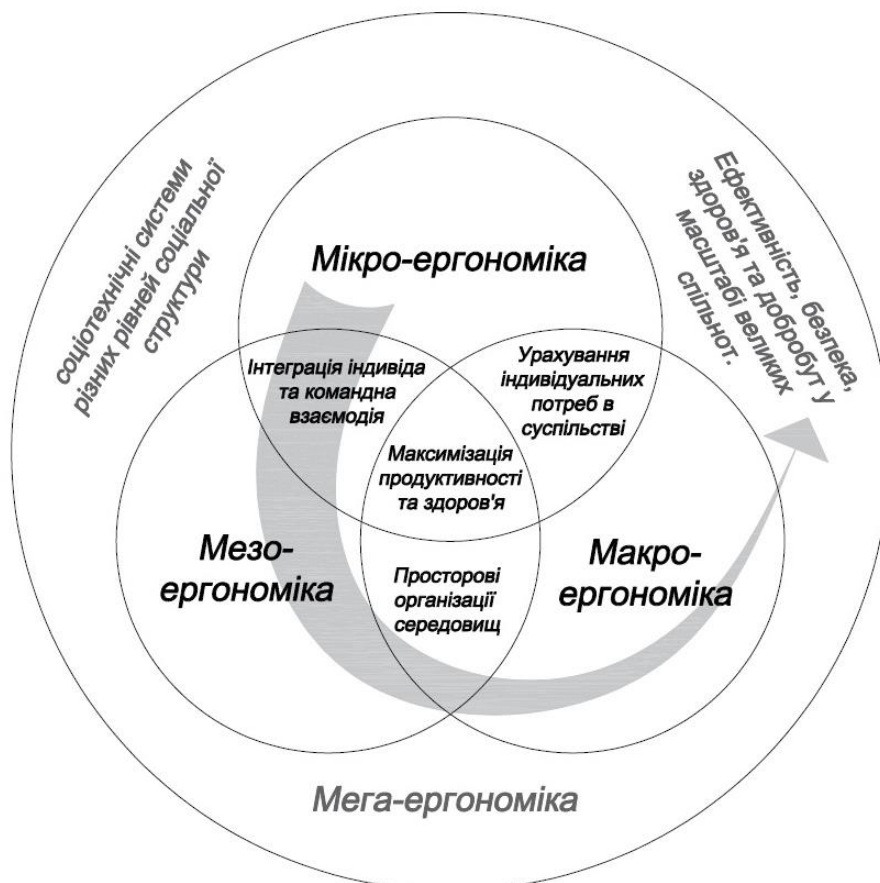 соціотехнічні системи
різних рівней соціальної
структури
Ефективність, безпека,
здоров'я та добробут у
масштабі великих
спільнот.
Мікро-ергономіка
Інтеграція індивіда
та командна
взаємодія
Урахування
індивідуальних
потреб в
суспільстві
Максимізація
продуктивності
та здоров'я
Мезо-
ергономіка
Макро-
ергономіка
Просторові
організації
середовищ
Мега-ергономіка